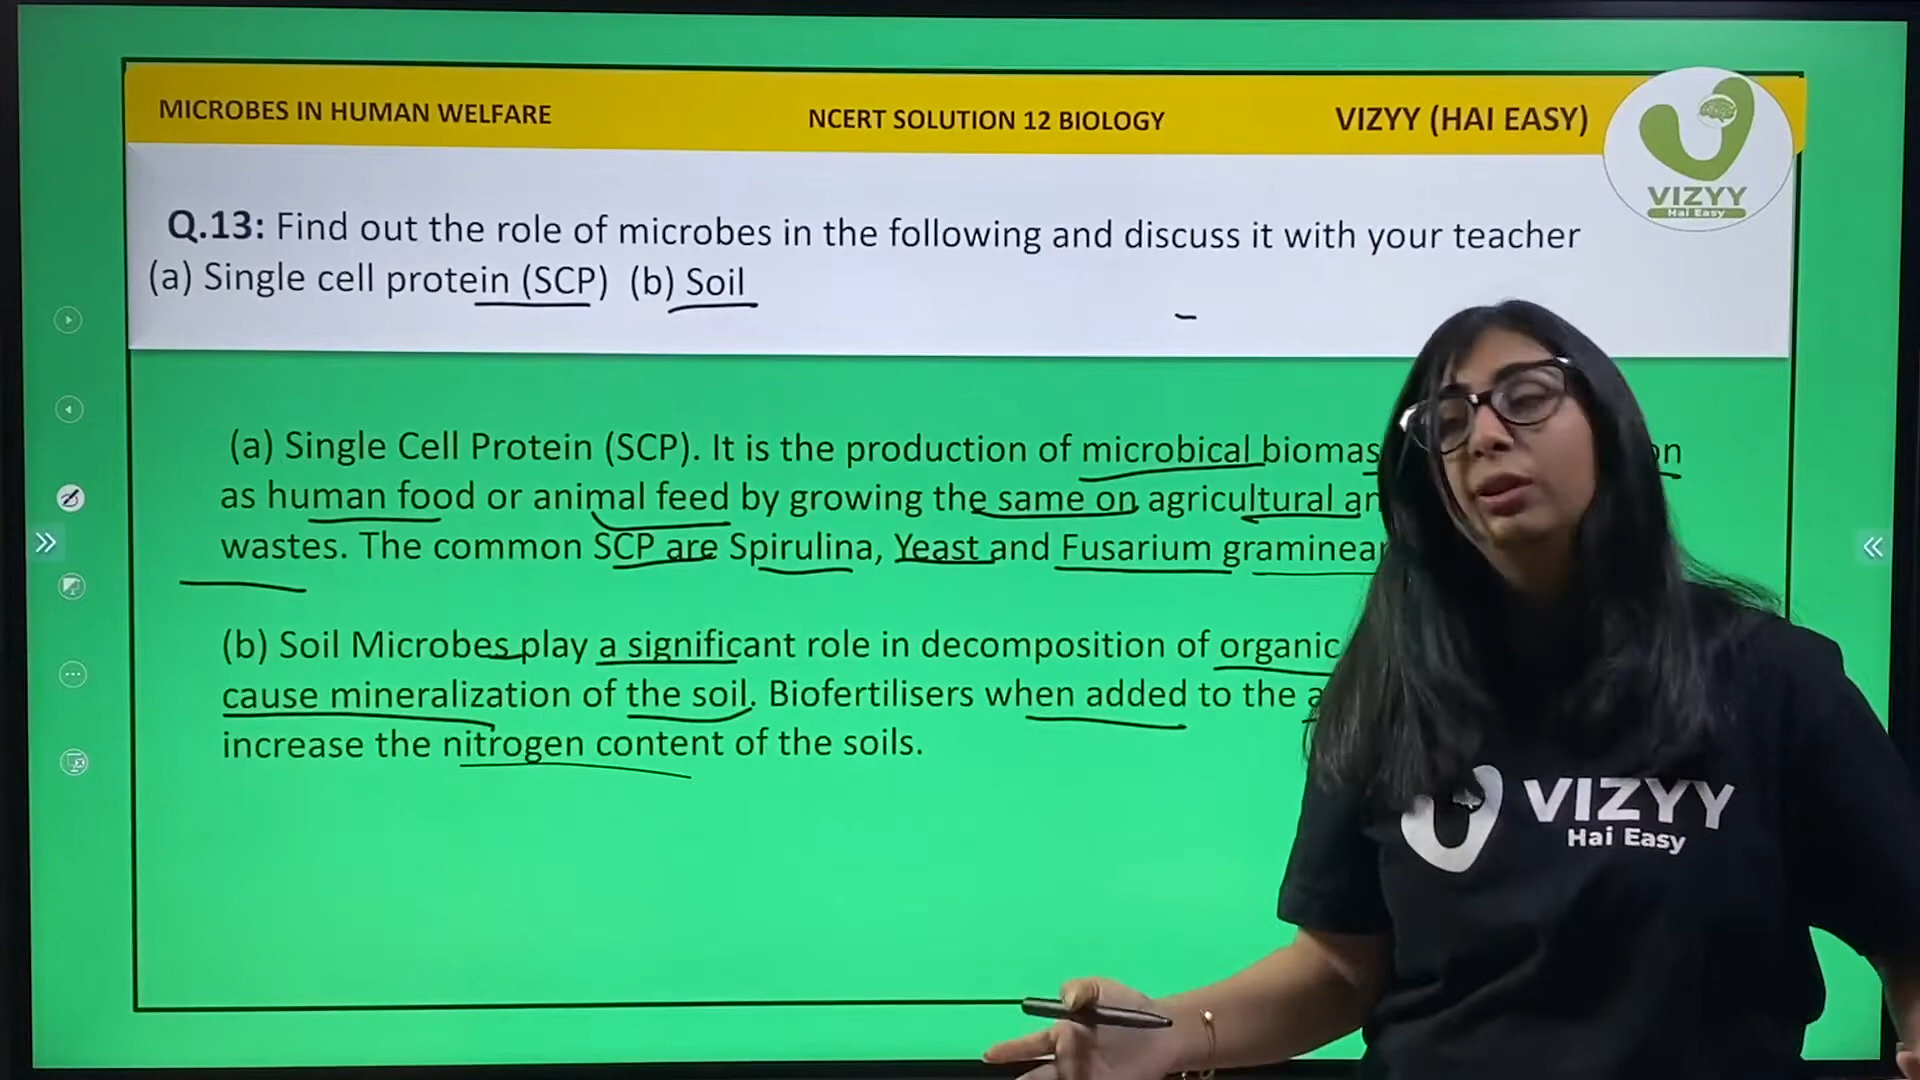 MICROBES IN HUMAN WELFARE NCERT SOLUTION 12 BIOLOGY VIZYY (HAI EASY)
VIZYY
Hai Easy
Q.13: Find out the role of microbes in the following and discuss it with your teacher
(a) Single cell protein (SCP) (b) Soil
(a) Single Cell Protein (SCP). It is the production of microbical
as human food or animal feed by growing the same on agricultural
wastes. The common SCP are Spirulina, Yeast and Fusarium
(b) Soil Microbes play a significant role in decomposition of organic
cause mineralization of the soil. Biofertilisers when added to the
increase the nitrogen content of the soils.
VIZYY
Hai Easy